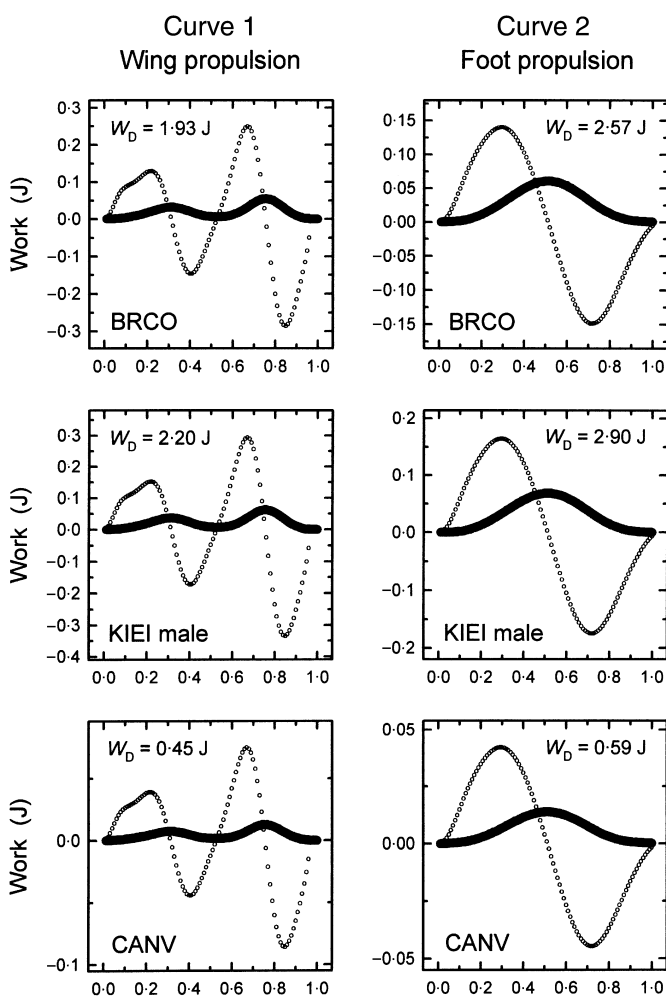 Curve 1
Wing propulsion
Curve 2
Foot propulsion
Work (J)
0·3
0·2
0·1
0·0
−0·1
−0·2
−0·3
W_D = 1·93 J
BRCO
0·0 0·2 0·4 0·6 0·8 1·0
0·15
0·10
0·05
0·00
−0·05
−0·10
−0·15
W_D = 2·57 J
BRCO
0·0 0·2 0·4 0·6 0·8 1·0
Work (J)
0·3
0·2
0·1
0·0
−0·1
−0·2
−0·3
−0·4
W_D = 2·20 J
KIEI male
0·0 0·2 0·4 0·6 0·8 1·0
0·2
0·1
0·0
−0·1
−0·2
W_D = 2·90 J
KIEI male
0·0 0·2 0·4 0·6 0·8 1·0
Work (J)
0·0
−0·1
W_D = 0·45 J
CANV
0·0 0·2 0·4 0·6 0·8 1·0
0·05
0·00
−0·05
W_D = 0·59 J
CANV
0·0 0·2 0·4 0·6 0·8 1·0